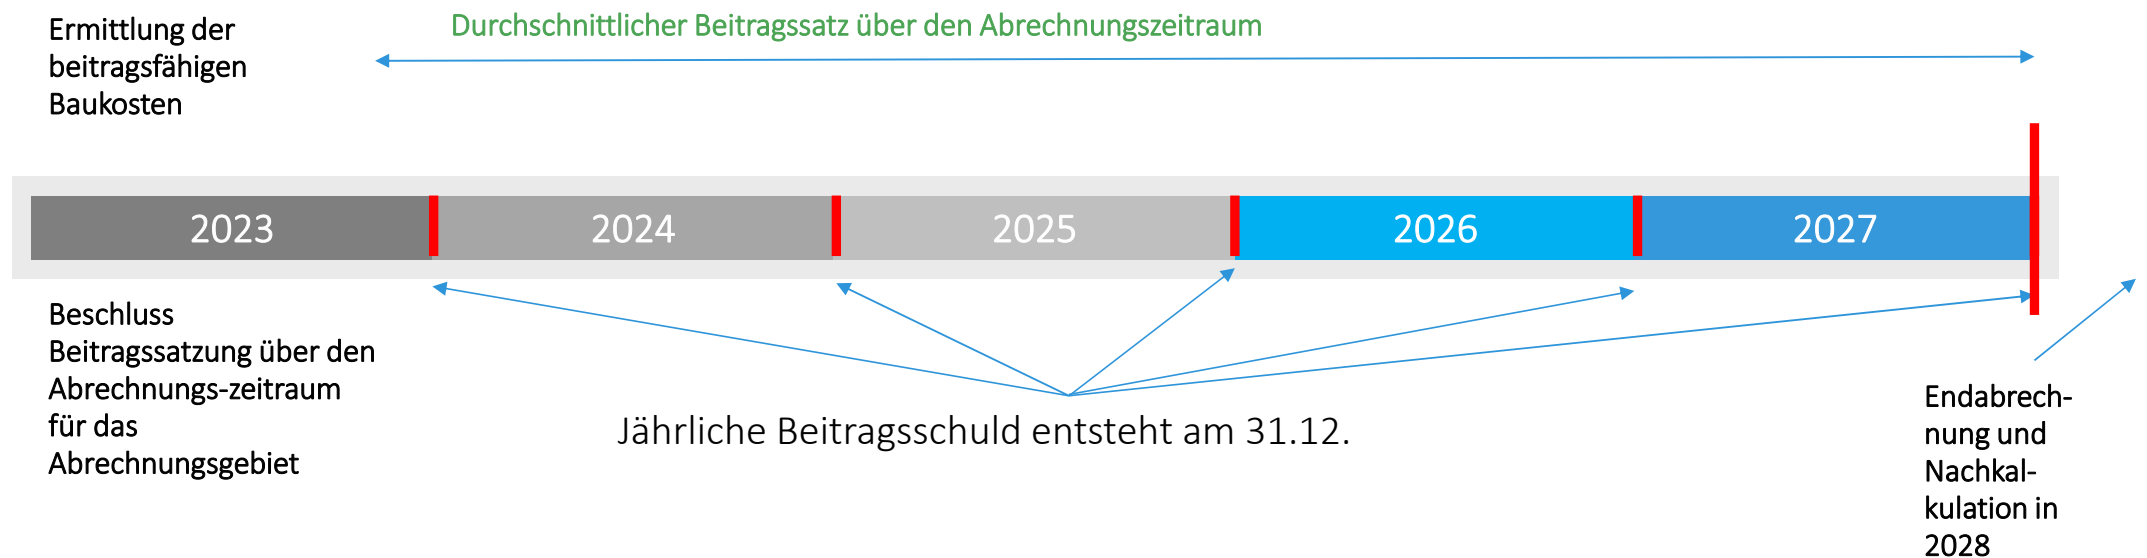 Ermittlung der
beitragsfähigen
Baukosten
Durchschnittlicher Beitragssatz über den Abrechnungszeitraum
2023
2024
2025
2026
2027
Beschluss
Beitragssatzung über den
Abrechnungs-zeitraum
für das
Abrechnungsgebiet
Jährliche Beitragsschuld entsteht am 31.12.
Endabrech-
nung und
Nachkal-
kulation in
2028